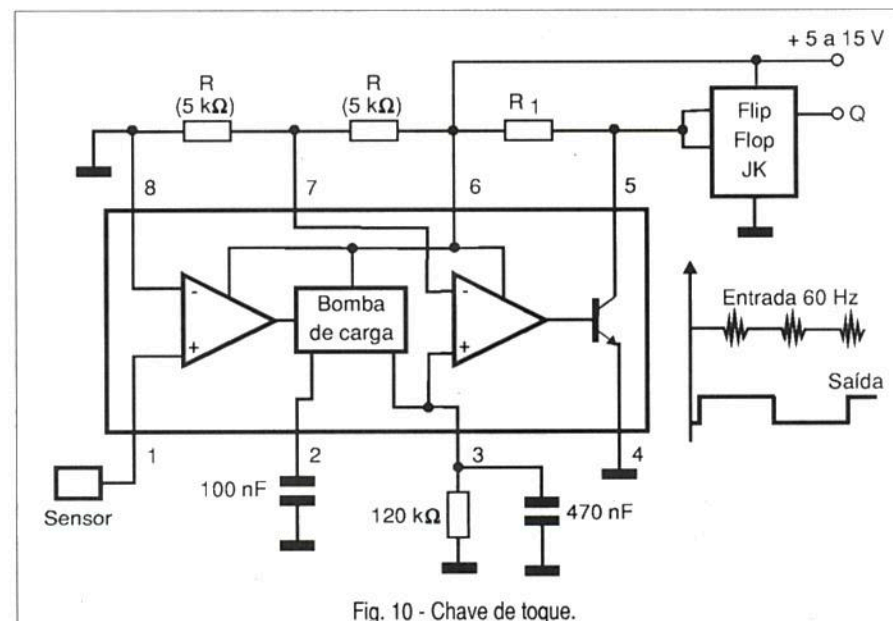 + 5 a 15 V
R
(5 kΩ)
R
(5 kΩ)
R 1
Flip
Flop
JK
Q
8
7
6
5
-
+
Bomba
de carga
-
+
Entrada 60 Hz
Saída
1
2
3
4
Sensor
100 nF
120 kΩ
470 nF
Fig. 10 - Chave de toque.